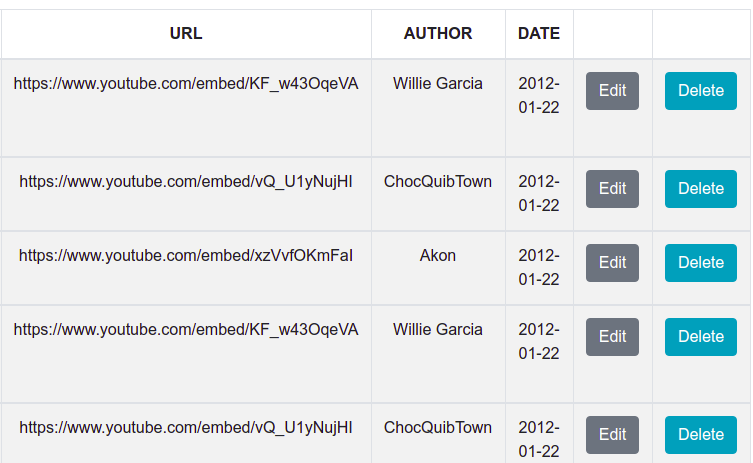 URL AUTHOR DATE
https://www.youtube.com/embed/KF_w43OqeVA Willie Garcia 2012-
01-22 Edit Delete
https://www.youtube.com/embed/vQ_U1yNujHI ChocQuibTown 2012-
01-22 Edit Delete
https://www.youtube.com/embed/xzVvfOKmFaI Akon 2012-
01-22 Edit Delete
https://www.youtube.com/embed/KF_w43OqeVA Willie Garcia 2012-
01-22 Edit Delete
https://www.youtube.com/embed/vQ_U1yNujHI ChocQuibTown 2012-
01-22 Edit Delete